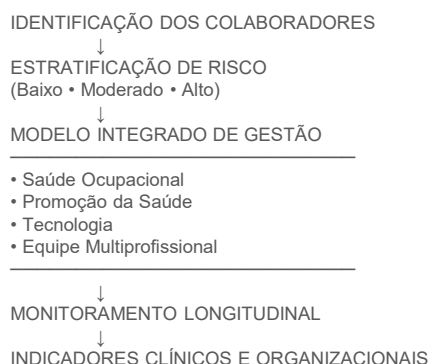 IDENTIFICAÇÃO DOS COLABORADORES
↓
ESTRATIFICAÇÃO DE RISCO
(Baixo • Moderado • Alto)
↓
MODELO INTEGRADO DE GESTÃO
• Saúde Ocupacional
• Promoção da Saúde
• Tecnologia
• Equipe Multiprofissional
↓
MONITORAMENTO LONGITUDINAL
↓
INDICADORES CLÍNICOS E ORGANIZACIONAIS